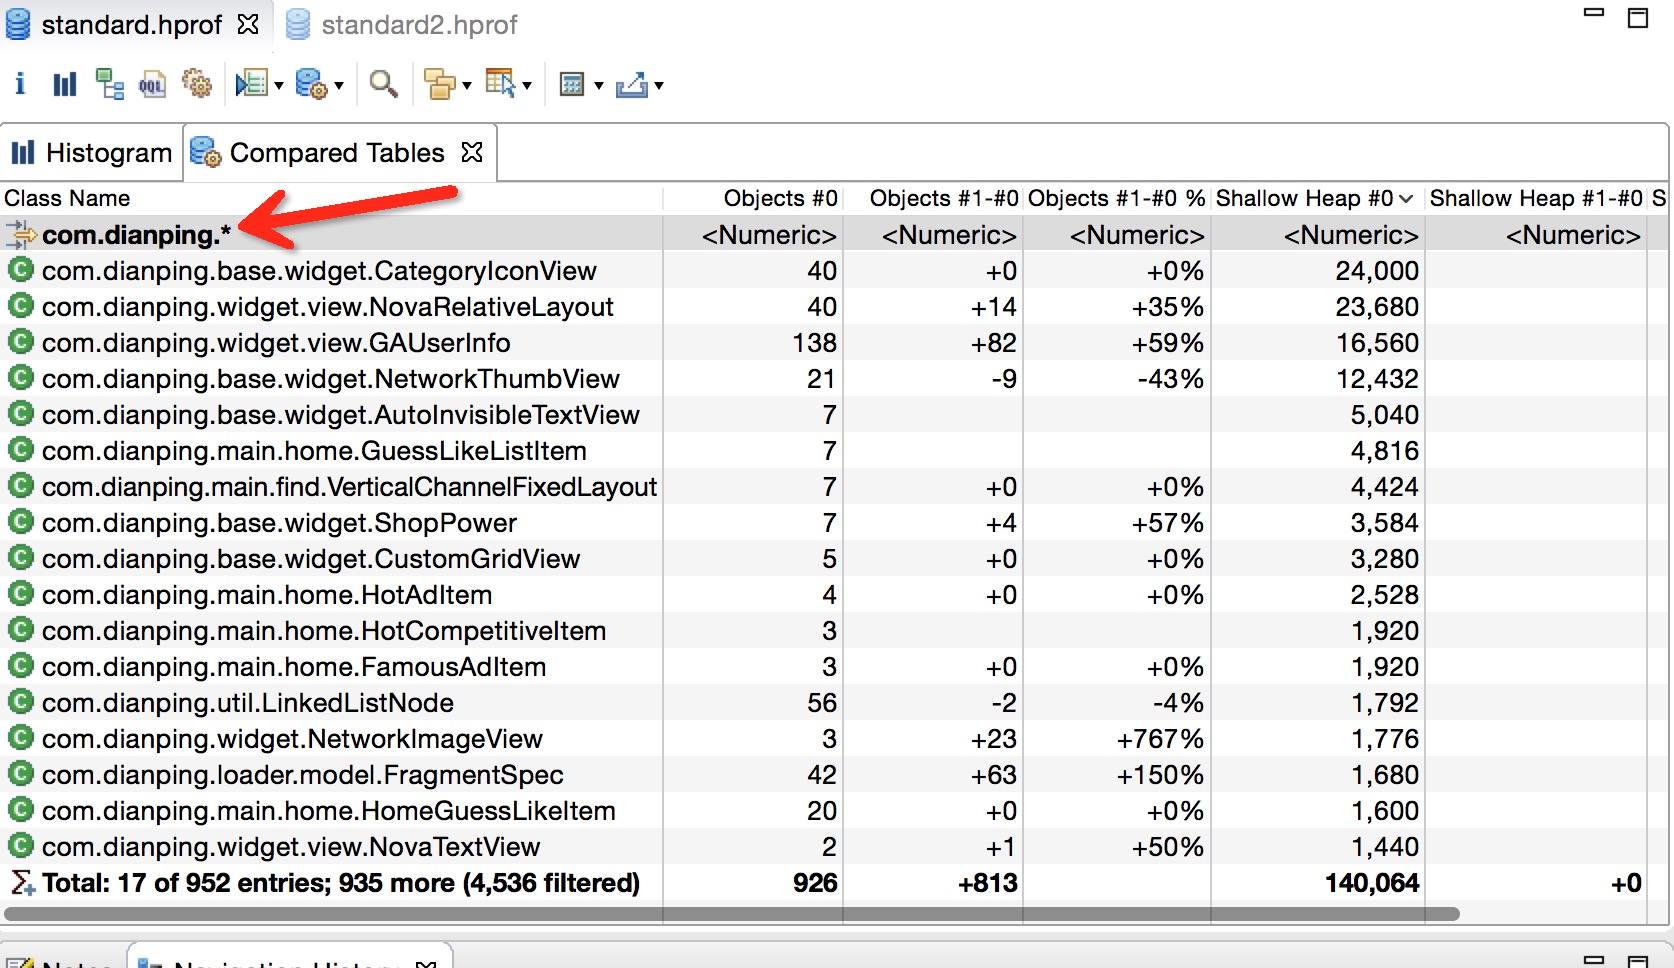 standard.hprof standard2.hprof
i OQL
Histogram Compared Tables
Class Name Objects #0 Objects #1-#0 Objects #1-#0 % Shallow Heap #0 Shallow Heap #1-#0 S
com.dianping.* <Numeric> <Numeric> <Numeric> <Numeric> <Numeric>
C com.dianping.base.widget.CategoryIconView 40 +0 +0% 24,000
C com.dianping.widget.view.NovaRelativeLayout 40 +14 +35% 23,680
C com.dianping.widget.view.GAUserInfo 138 +82 +59% 16,560
C com.dianping.base.widget.NetworkThumbView 21 -9 -43% 12,432
C com.dianping.base.widget.AutoInvisibleTextView 7 5,040
C com.dianping.main.home.GuessLikeListItem 7 4,816
C com.dianping.main.find.VerticalChannelFixedLayout 7 +0 +0% 4,424
C com.dianping.base.widget.ShopPower 7 +4 +57% 3,584
C com.dianping.base.widget.CustomGridView 5 +0 +0% 3,280
C com.dianping.main.home.HotAdItem 4 +0 +0% 2,528
C com.dianping.main.home.HotCompetitiveItem 3 1,920
C com.dianping.main.home.FamousAdItem 3 +0 +0% 1,920
C com.dianping.util.LinkedListNode 56 -2 -4% 1,792
C com.dianping.widget.NetworkImageView 3 +23 +767% 1,776
C com.dianping.loader.model.FragmentSpec 42 +63 +150% 1,680
C com.dianping.main.home.HomeGuessLikeItem 20 +0 +0% 1,600
C com.dianping.widget.view.NovaTextView 2 +1 +50% 1,440
Σ+ Total: 17 of 952 entries; 935 more (4,536 filtered) 926 +813 140,064 +0
Notes Navigation History